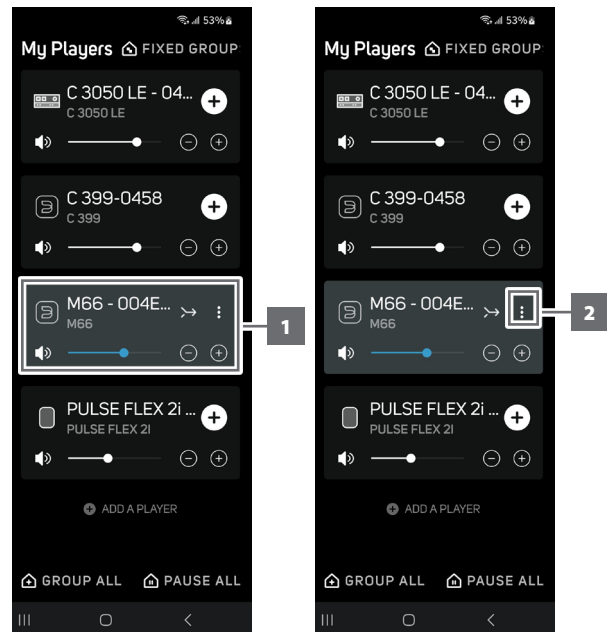 53%
My Players FIXED GROUP
C 3050 LE - 04...
C 3050 LE
C 399-0458
C 399
M66 - 004E...
M66
PULSE FLEX 2i ...
PULSE FLEX 2I
ADD A PLAYER
GROUP ALL PAUSE ALL
1
53%
My Players FIXED GROUP
C 3050 LE - 04...
C 3050 LE
C 399-0458
C 399
M66 - 004E...
M66
PULSE FLEX 2i ...
PULSE FLEX 2I
ADD A PLAYER
GROUP ALL PAUSE ALL
2